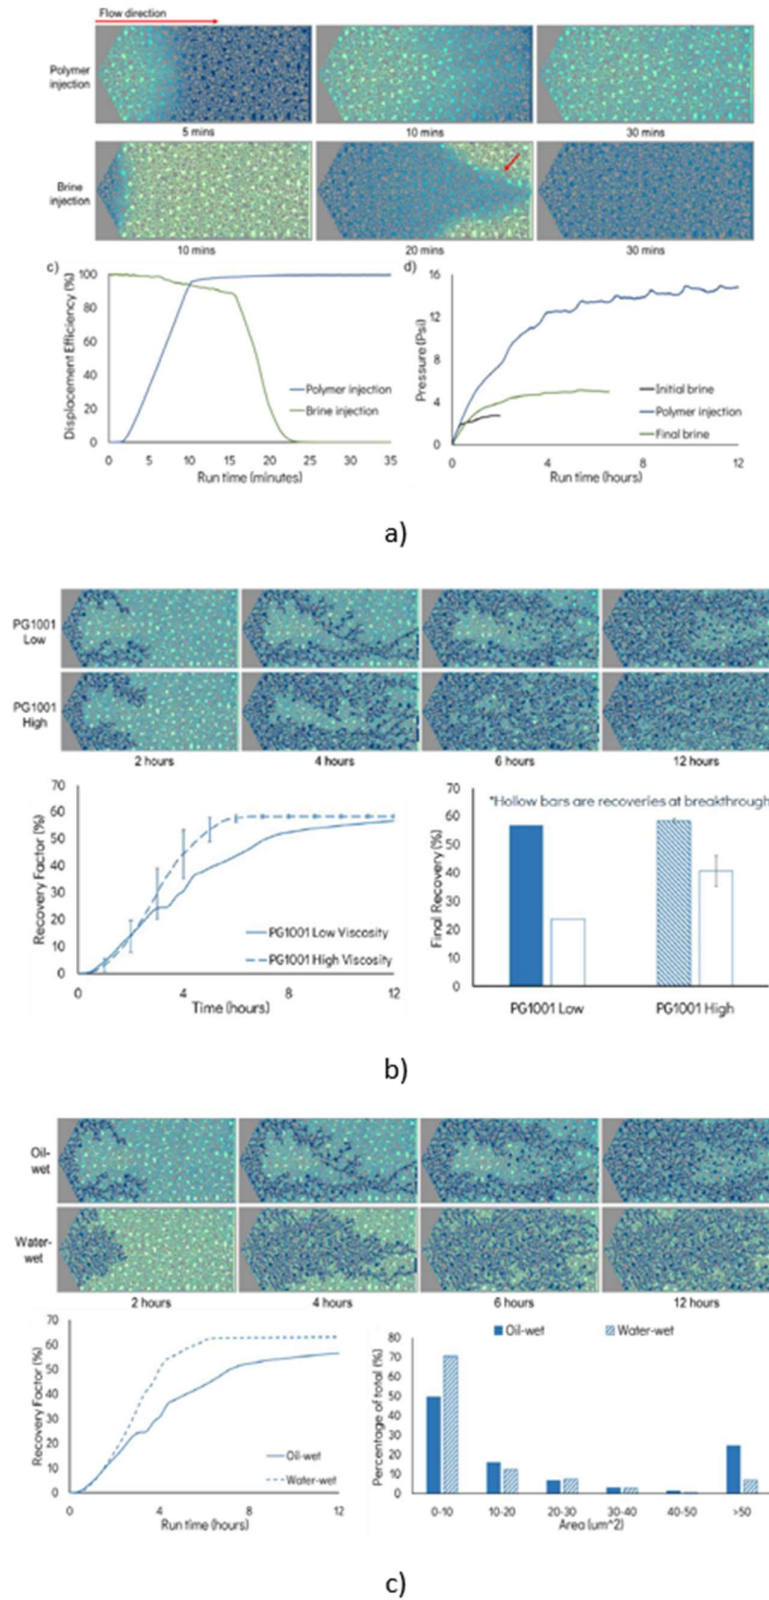 Flow direction
Polymer
injection
5 mins
10 mins
30 mins
Brine
injection
10 mins
20 mins
30 mins
c)
Displacement Efficiency (%)
100
80
60
40
20
0
Polymer injection
Brine injection
0 5 10 15 20 25 30 35
Run time (minutes)
d)
Pressure (Psi)
16
12
8
4
0
Initial brine
Polymer injection
Final brine
0 4 8 12
Run time (hours)
a)
PG1001
Low
PG1001
High
2 hours
4 hours
6 hours
12 hours
Recovery Factor (%)
70
60
50
40
30
20
10
0
PG1001 Low Viscosity
PG1001 High Viscosity
0 4 8 12
Time (hours)
Final Recovery (%)
70
60
50
40
30
20
10
0
*Hollow bars are recoveries at breakthrough
PG1001 Low
PG1001 High
b)
Oil-
wet
Water-
wet
2 hours
4 hours
6 hours
12 hours
Recovery Factor (%)
70
60
50
40
30
20
10
0
Oil-wet
Water-wet
0 4 8 12
Run time (hours)
Percentage of total (%)
80
70
60
50
40
30
20
10
0
Oil-wet
Water-wet
0-10 10-20 20-30 30-40 40-50 >50
Area (um^2)
c)